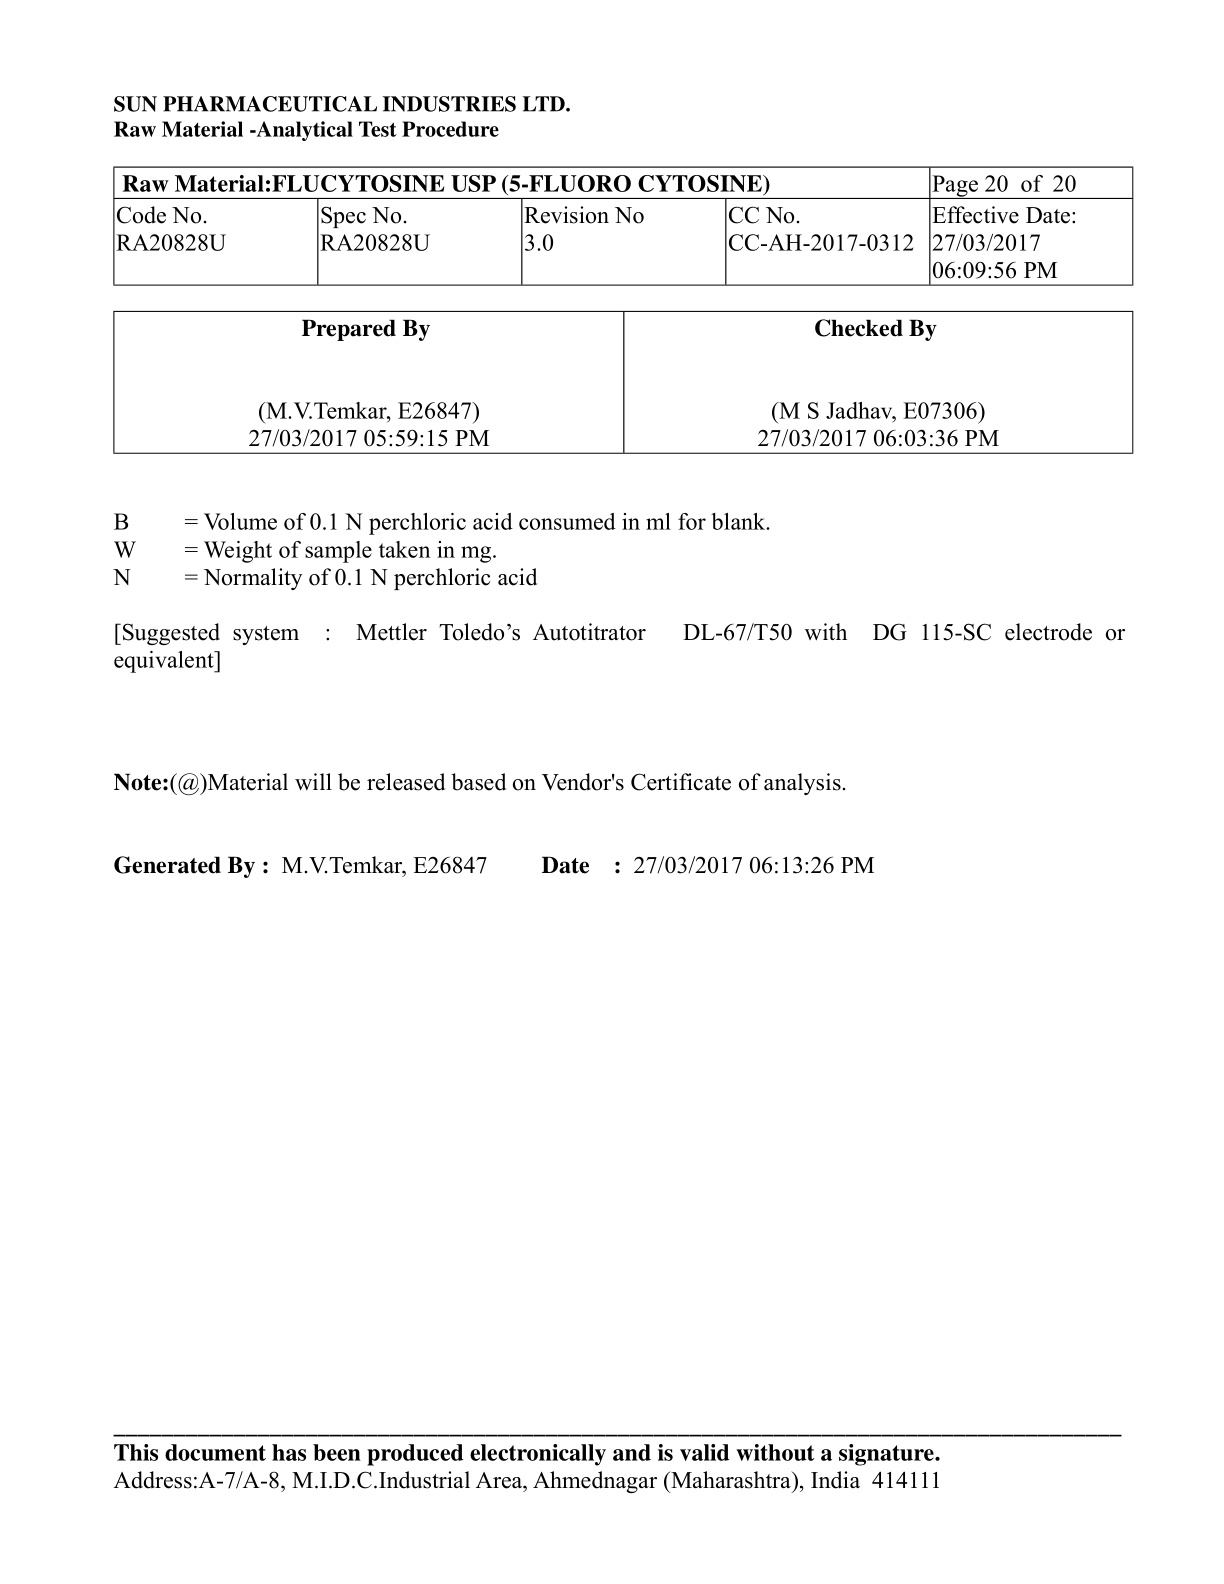 SUN PHARMACEUTICAL INDUSTRIES LTD.
Raw Material -Analytical Test Procedure
Raw Material:FLUCYTOSINE USP (5-FLUORO CYTOSINE) Page 20 of 20
Code No. Spec No. Revision No CC No. Effective Date:
RA20828U RA20828U 3.0 CC-AH-2017-0312 27/03/2017
06:09:56 PM
Prepared By Checked By
(M.V.Temkar, E26847) (M S Jadhav, E07306)
27/03/2017 05:59:15 PM 27/03/2017 06:03:36 PM
B = Volume of 0.1 N perchloric acid consumed in ml for blank.
W = Weight of sample taken in mg.
N = Normality of 0.1 N perchloric acid
[Suggested system : Mettler Toledo’s Autotitrator DL-67/T50 with DG 115-SC electrode or
equivalent]
Note:(@)Material will be released based on Vendor's Certificate of analysis.
Generated By : M.V.Temkar, E26847 Date : 27/03/2017 06:13:26 PM
This document has been produced electronically and is valid without a signature.
Address:A-7/A-8, M.I.D.C.Industrial Area, Ahmednagar (Maharashtra), India 414111